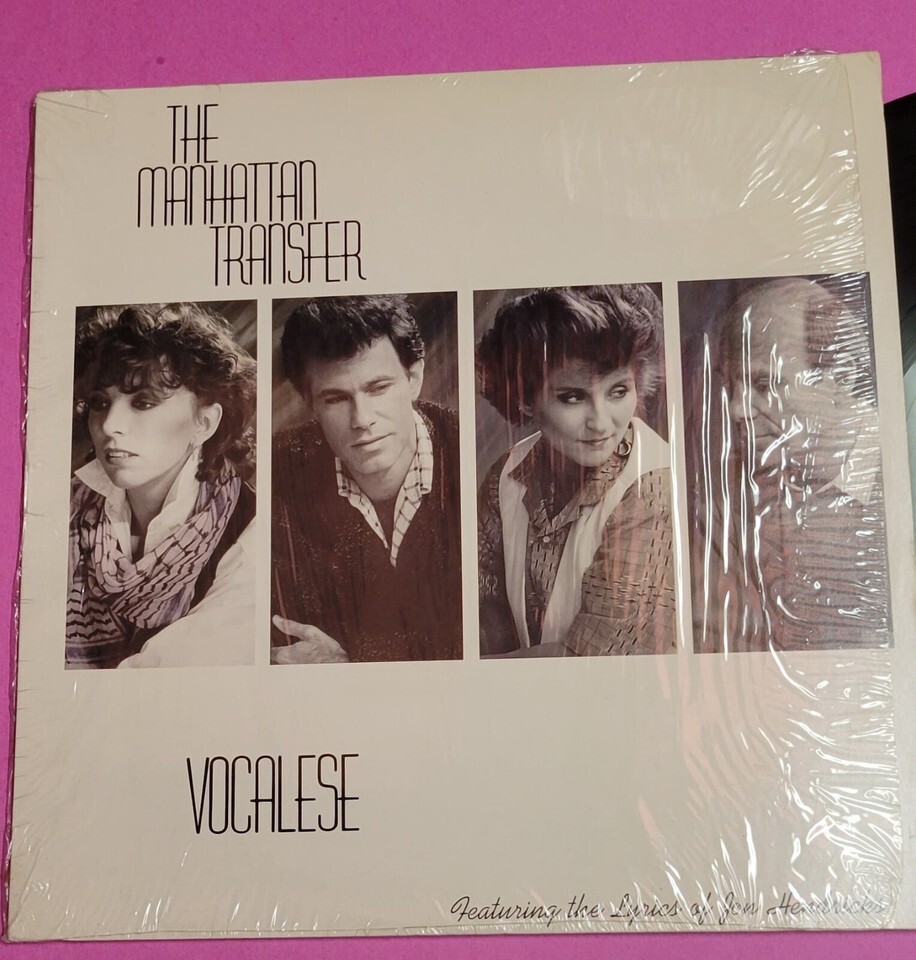 THE
MANHATTAN
TRANSFER
VOCALESE
Featuring the Lyrics of Jon Hendricks